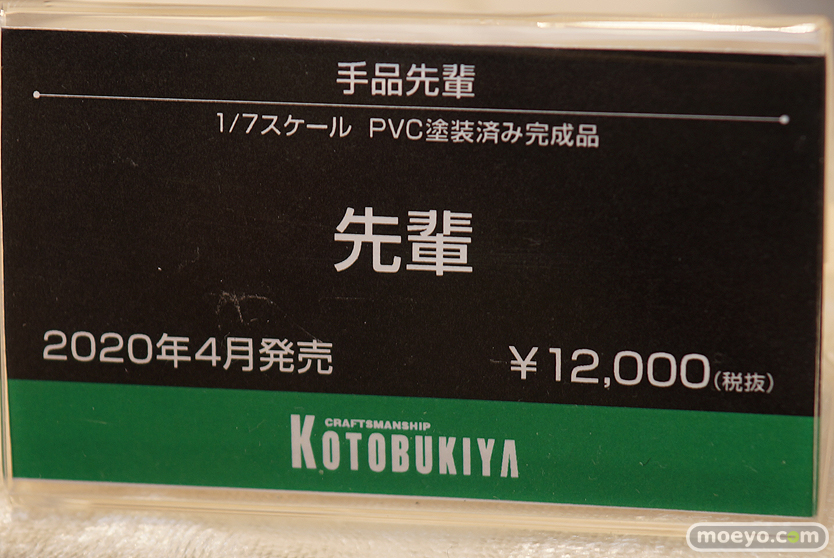 手品先輩
1/7スケール PVC塗装済み完成品
先輩
2020年4月発売 ¥12,000(税抜)
CRAFTSMANSHIP
KOTOBUKIYA
moeyo.com